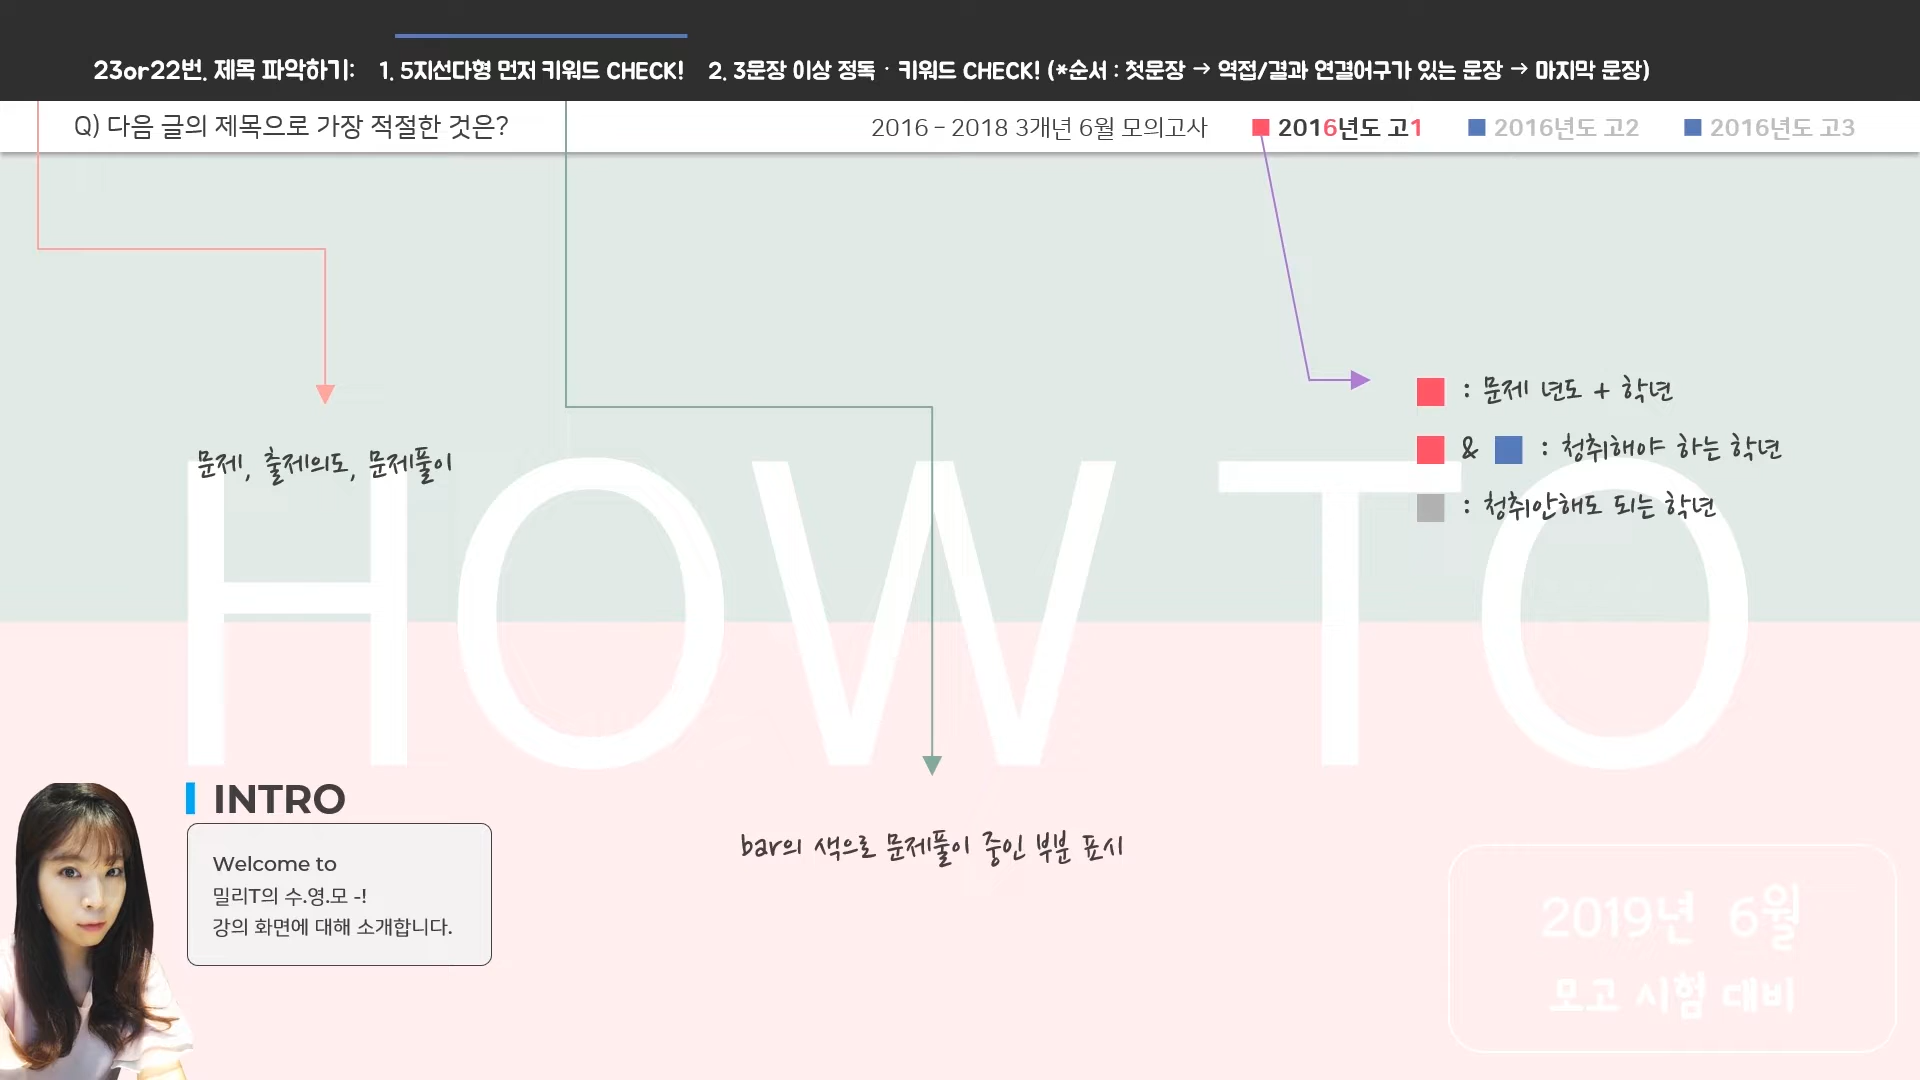 23or22번. 제목 파악하기: 1. 5지선다형 먼저 키워드 CHECK! 2. 3문장 이상 정독 · 키워드 CHECK! (*순서 : 첫문장 → 역접/결과 연결어구가 있는 문장 → 마지막 문장)
Q) 다음 글의 제목으로 가장 적절한 것은? 2016 – 2018 3개년 6월 모의고사 2016년도 고1 2016년도 고2 2016년도 고3
: 문제 년도 + 학년
& : 청취해야 하는 학년
: 청취안해도 되는 학년
문제, 출제의도, 문제풀이
HOW TO
INTRO
Welcome to
밀리T의 수.영.모 -!
강의 화면에 대해 소개합니다.
bar의 색으로 문제풀이 중인 부분 표시
2019년 6월
모고 시험 대비